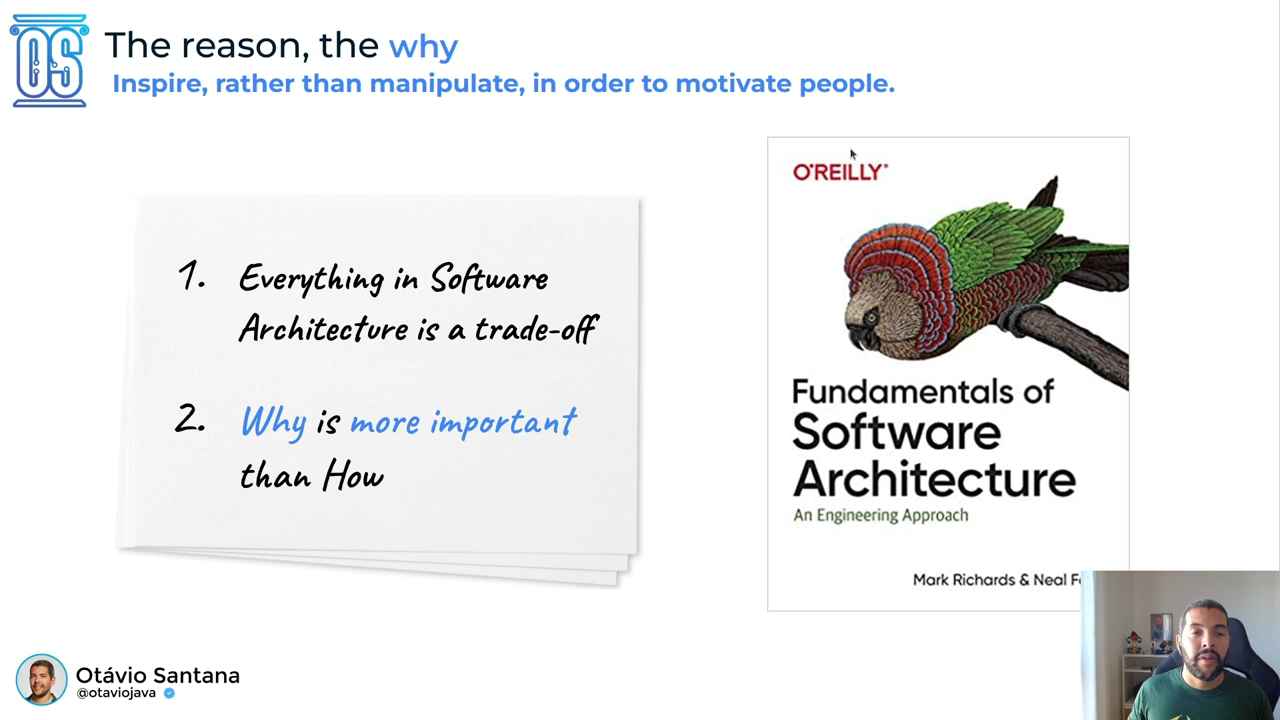 OS
The reason, the why
Inspire, rather than manipulate, in order to motivate people.
1. Everything in Software
Architecture is a trade-off
2. Why is more important
than How
O'REILLY®
Fundamentals of
Software
Architecture
An Engineering Approach
Mark Richards & Neal
Otávio Santana
@otaviojava